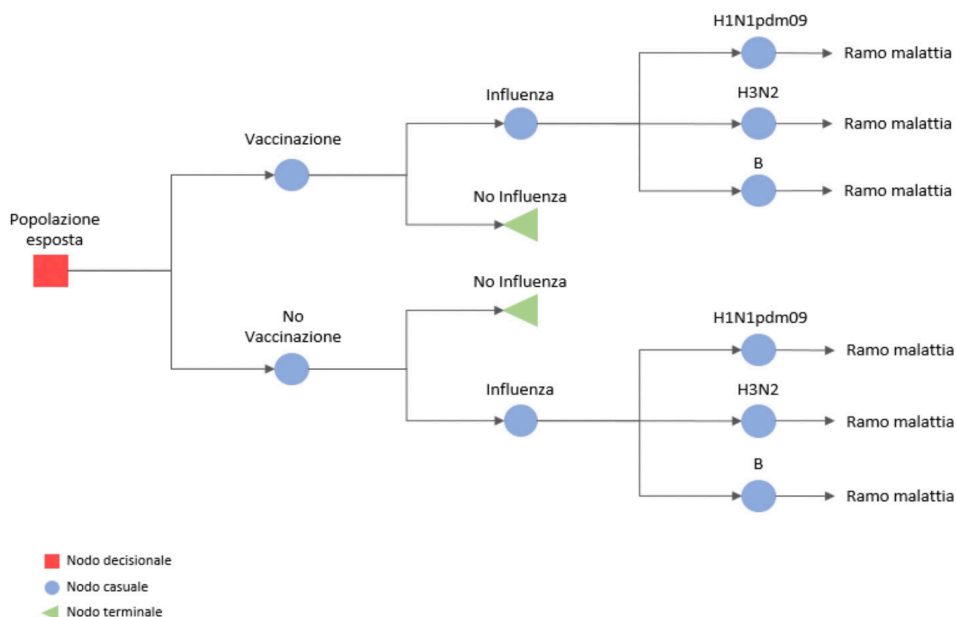 H1N1pdm09
Ramo malattia
Influenza
H3N2
Ramo malattia
Vaccinazione
B
Ramo malattia
No Influenza
Popolazione
esposta
No Influenza
No
Vaccinazione
H1N1pdm09
Ramo malattia
Influenza
H3N2
Ramo malattia
B
Ramo malattia
Nodo decisionale
Nodo casuale
Nodo terminale